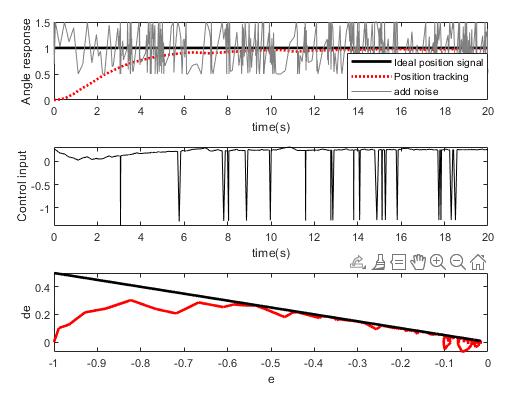 Angle response
1.5
1
0.5
0
Ideal position signal
Position tracking
add noise
0 2 4 6 8 10 12 14 16 18 20
time(s)
Control input
0
-0.5
-1
0 2 4 6 8 10 12 14 16 18 20
time(s)
de
0.4
0.2
0
-1 -0.9 -0.8 -0.7 -0.6 -0.5 -0.4 -0.3 -0.2 -0.1 0
e